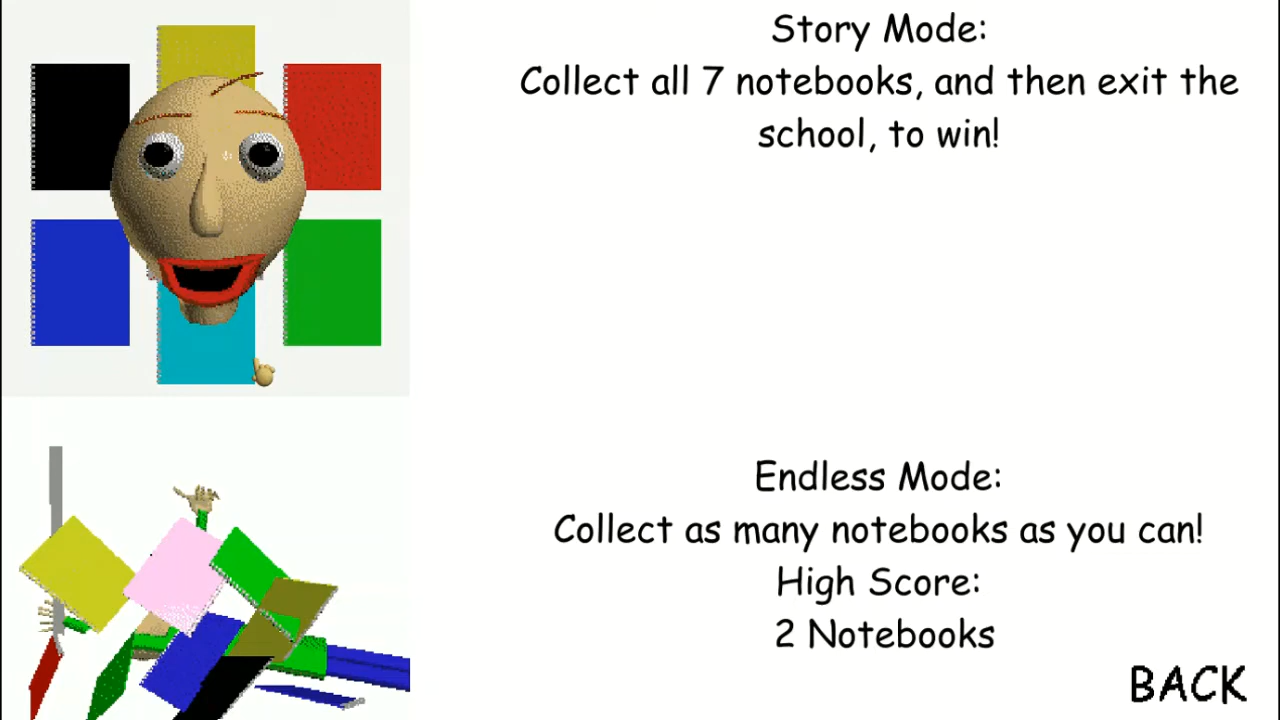 Story Mode:
Collect all 7 notebooks, and then exit the
school, to win!
Endless Mode:
Collect as many notebooks as you can!
High Score:
2 Notebooks
BACK